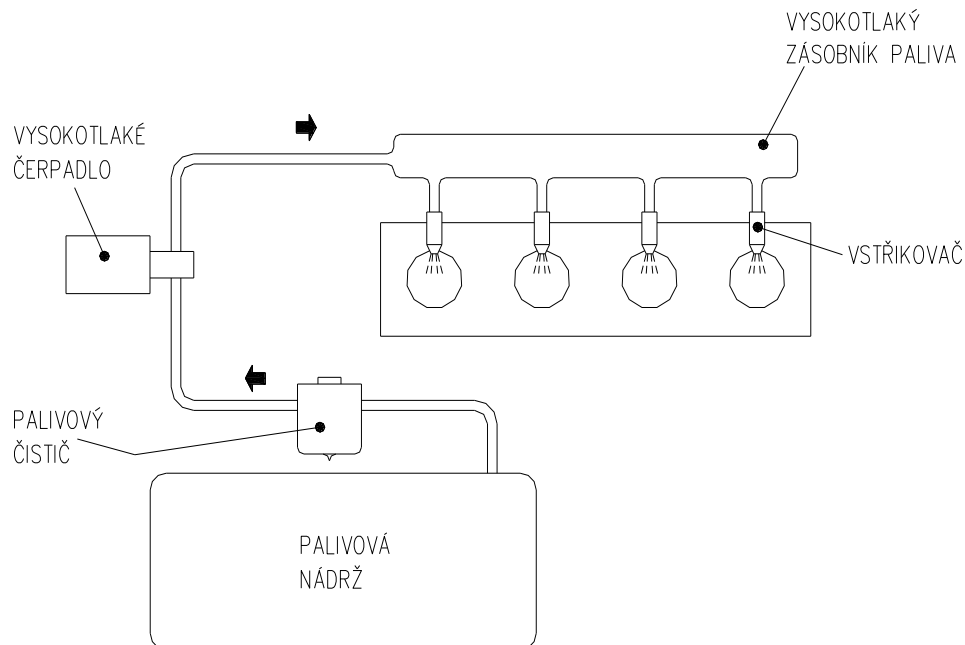 VYSOKOTLAKÝ
ZÁSOBNÍK PALIVA
VYSOKOTLAKÉ
ČERPADLO
VSTŘIKOVAČ
PALIVOVÝ
ČISTIČ
PALIVOVÁ
NÁDRŽ